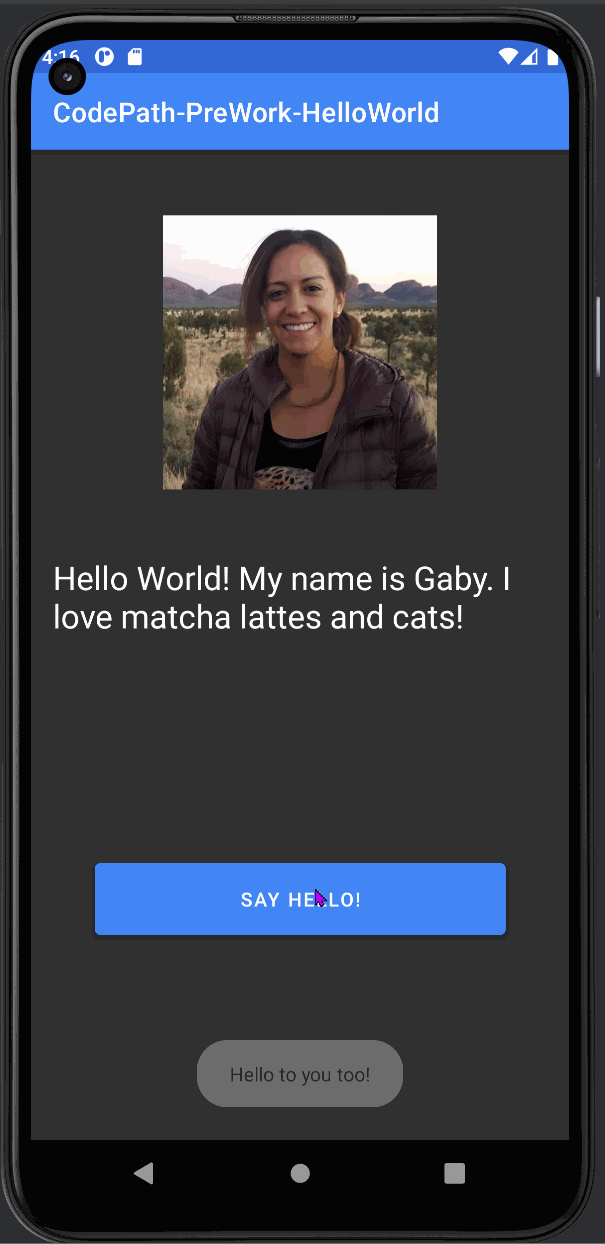 4:16
CodePath-PreWork-HelloWorld
Hello World! My name is Gaby. I
love matcha lattes and cats!
SAY HELLO!
Hello to you too!